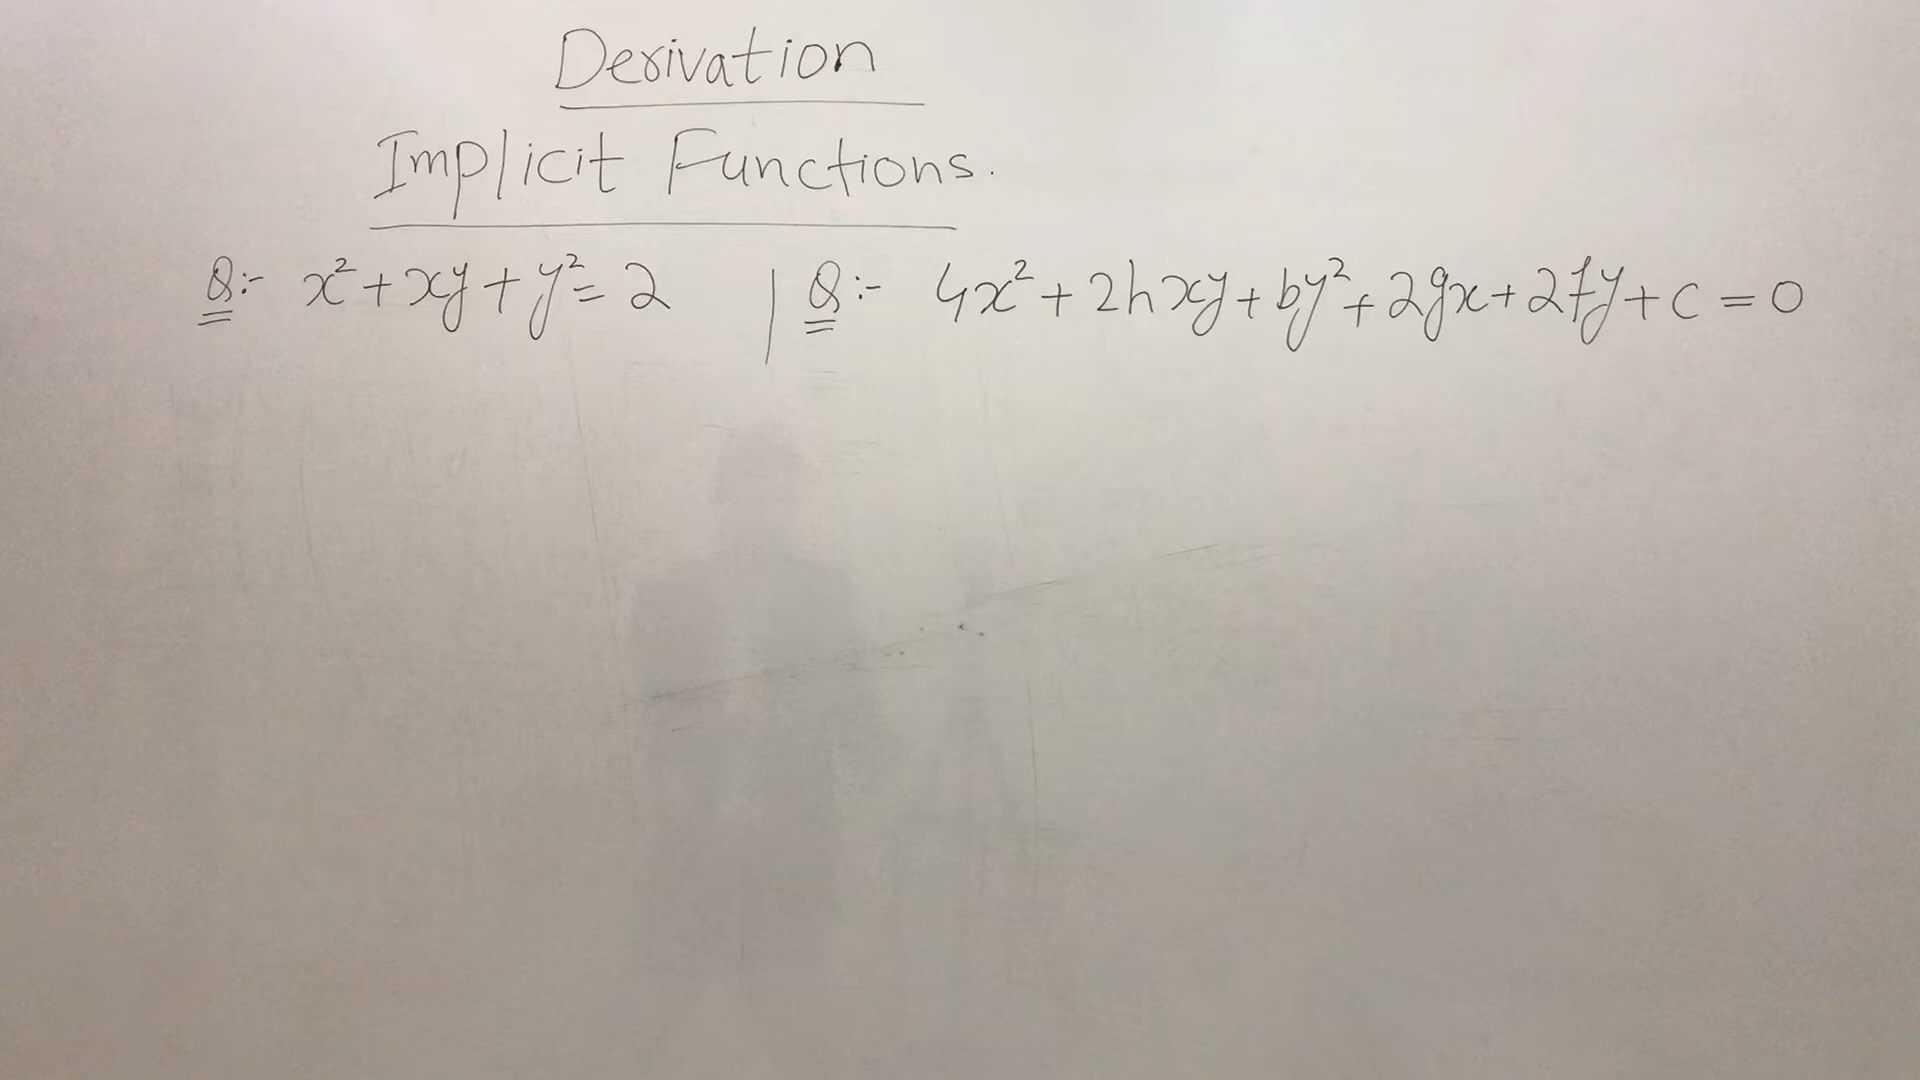 Derivation
Implicit Functions.
Q:- x²+xy+y²=2 | Q:- 4x²+2hxy+by²+2gx+2fy+c=0